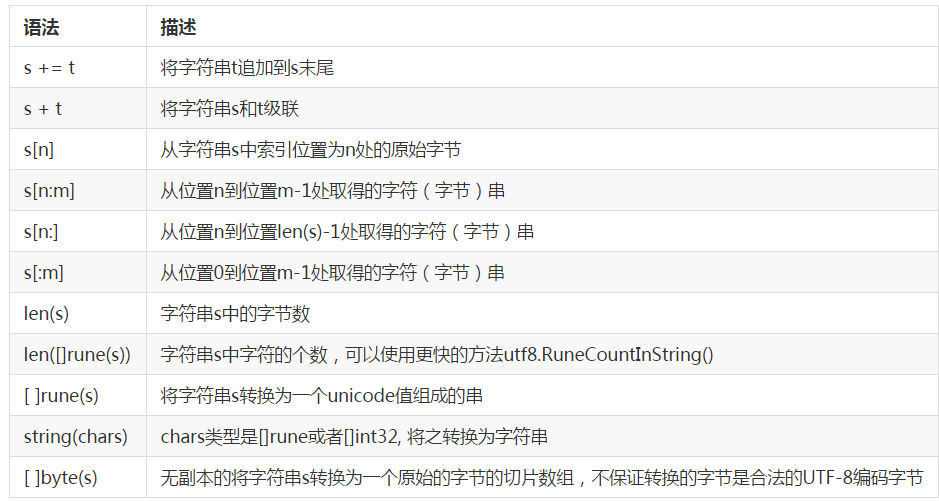 语法 描述
s += t 将字符串t追加到s末尾
s + t 将字符串s和t级联
s[n] 从字符串s中索引位置为n处的原始字节
s[n:m] 从位置n到位置m-1处取得的字符（字节）串
s[n:] 从位置n到位置len(s)-1处取得的字符（字节）串
s[:m] 从位置0到位置m-1处取得的字符（字节）串
len(s) 字符串s中的字节数
len([]rune(s)) 字符串s中字符的个数，可以使用更快的方法utf8.RuneCountInString()
[ ]rune(s) 将字符串s转换为一个unicode值组成的串
string(chars) chars类型是[]rune或者[]int32, 将之转换为字符串
[ ]byte(s) 无副本的将字符串s转换为一个原始的字节的切片数组，不保证转换的字节是合法的UTF-8编码字节